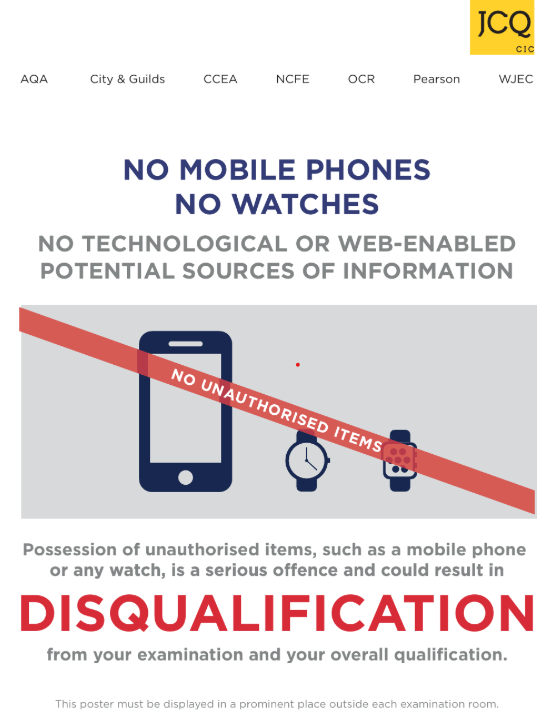 JCQ
CIC
AQA City & Guilds CCEA NCFE OCR Pearson WJEC
NO MOBILE PHONES
NO WATCHES
NO TECHNOLOGICAL OR WEB-ENABLED
POTENTIAL SOURCES OF INFORMATION
NO UNAUTHORISED ITEMS
Possession of unauthorised items, such as a mobile phone
or any watch, is a serious offence and could result in
DISQUALIFICATION
from your examination and your overall qualification.
This poster must be displayed in a prominent place outside each examination room.